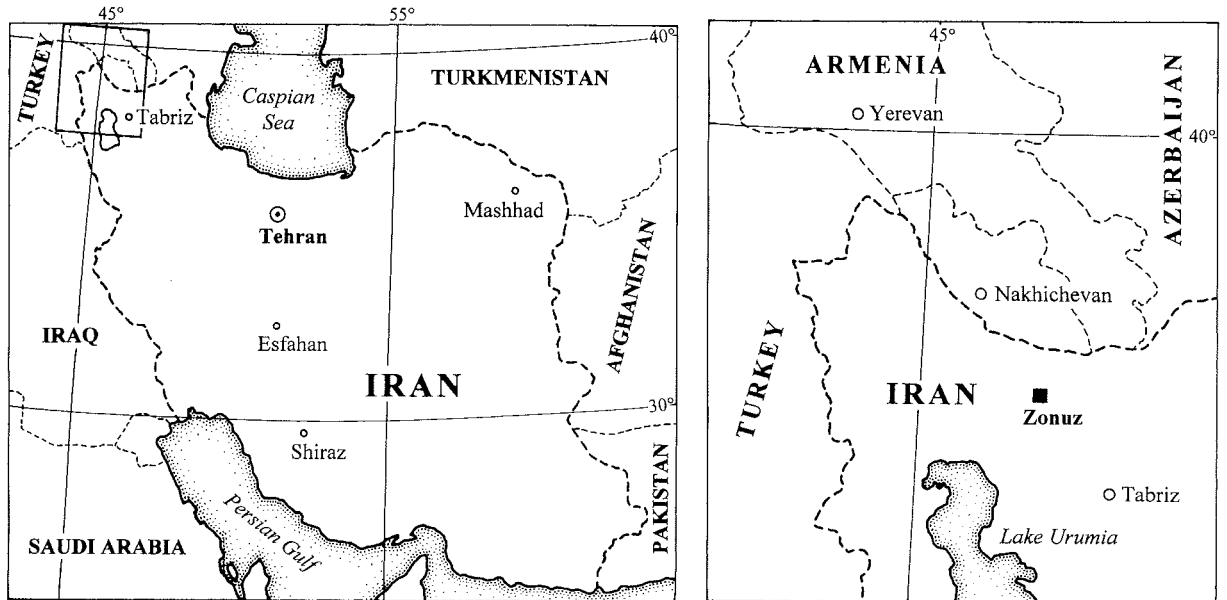 45°
55°
40°
TURKEY
TURKMENISTAN
Caspian
Sea
Tabriz
Mashhad
Tehran
AFGHANISTAN
IRAQ
Esfahan
IRAN
30°
Shiraz
PAKISTAN
Persian Gulf
SAUDI ARABIA
45°
ARMENIA
AZERBAIJAN
Yerevan
40°
Nakhichevan
TURKEY
IRAN
Zonuz
Tabriz
Lake Urumia